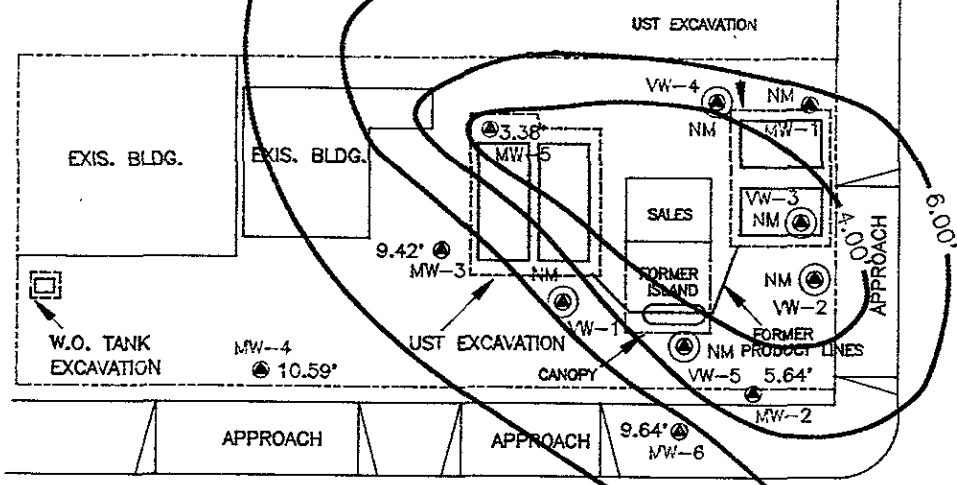 UST EXCAVATION
VW-4
NM
NM
MW-1
3.38'
MW-5
EXIS. BLDG.
EXIS. BLDG.
SALES
VW-3
NM
4.00'
6.00'
APPROACH
9.42'
MW-3
NM
VW-1
FORMER
ISLAND
NM
VW-2
W.O. TANK
EXCAVATION
MW-4
10.59'
UST EXCAVATION
CANOPY
FORMER
PRODUCT LINES
NM
VW-5
5.64'
MW-2
APPROACH
APPROACH
9.64'
MW-6